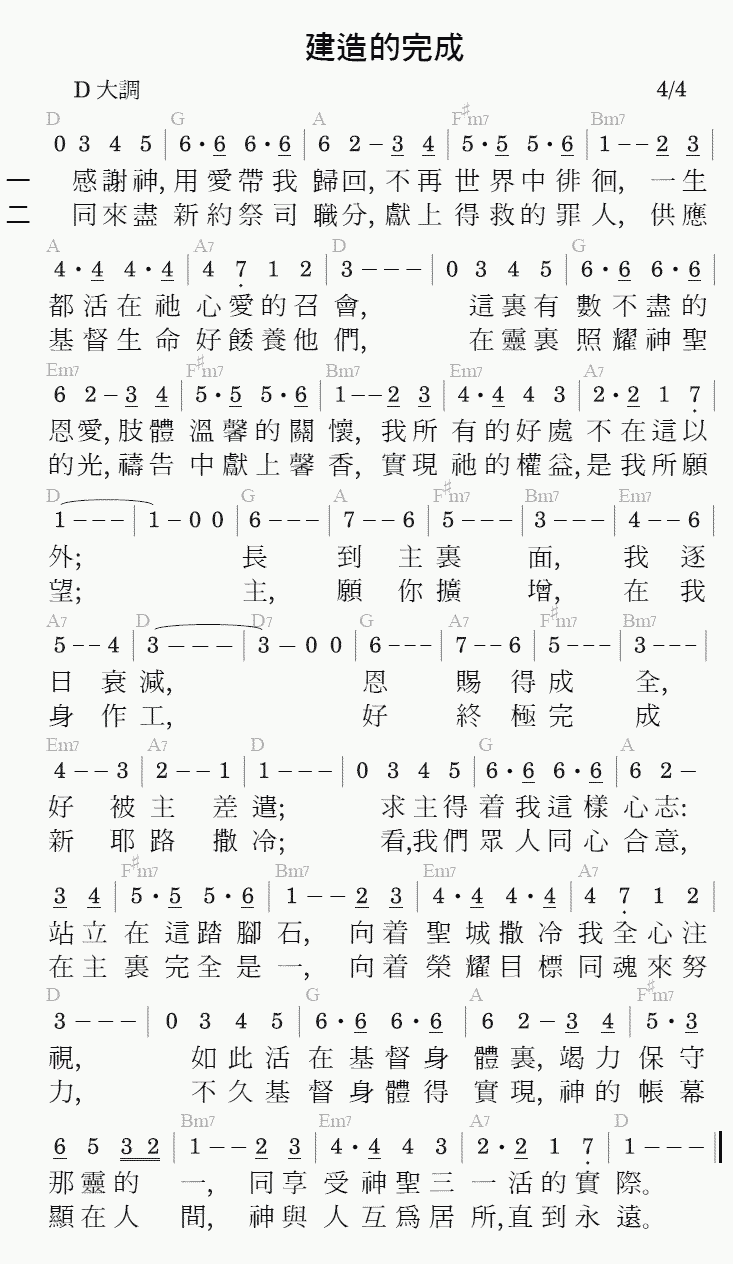 建造的完成
D 大調 4/4
D G A F♯m7 Bm7
0 3 4 5 | 6 · 6 6 · 6 | 6 2 – 3 4 | 5 · 5 5 · 6 | 1 – – 2 3 |
一 感謝神, 用愛帶我 歸回, 不再 世界中徘 徊, 一生
二 同來盡 新約祭司 職分, 獻上 得救的罪 人, 供應
A A7 D G
4 · 4 4 · 4 | 4 7 1 2 | 3 – – – | 0 3 4 5 | 6 · 6 6 · 6 |
都活在祂 心愛的召 會, 這裏有 數不盡的
基督生命 好餧養他 們, 在靈裏 照耀神聖
Em7 F♯m7 Bm7 Em7 A7
6 2 – 3 4 | 5 · 5 5 · 6 | 1 – – 2 3 | 4 · 4 4 3 | 2 · 2 1 7 |
恩愛, 肢體 溫馨的關 懷, 我所 有的好處 不在這以
的光, 禱告 中獻上馨 香, 實現 祂的權益, 是我所願
D G A F♯m7 Bm7 Em7
1 – – – | 1 – 0 0 | 6 – – – | 7 – – 6 | 5 – – – | 3 – – – | 4 – – 6 |
外; 長 到 主 裏 面, 我 逐
望; 主, 願 你 擴 增, 在 我
A7 D D7 G A7 F♯m7 Bm7
5 – – 4 | 3 – – – | 3 – 0 0 | 6 – – – | 7 – – 6 | 5 – – – | 3 – – – |
日 衰 減, 恩 賜 得 成 全,
身 作 工, 好 終 極 完 成
Em7 A7 D G A
4 – – 3 | 2 – – 1 | 1 – – – | 0 3 4 5 | 6 · 6 6 · 6 | 6 2 –
好 被 主 差 遣; 求主得 着我這樣 心志:
新 耶 路 撒 冷; 看,我們 眾人同心 合意,
F♯m7 Bm7 Em7 A7
3 4 | 5 · 5 5 · 6 | 1 – – 2 3 | 4 · 4 4 · 4 | 4 7 1 2 |
站立 在這踏腳 石, 向着 聖城撒冷 我全心注
在主 裏完全是 一, 向着 榮耀目標 同魂來努
D G A F♯m7
3 – – – | 0 3 4 5 | 6 · 6 6 · 6 | 6 2 – 3 4 | 5 · 3
視, 如此活 在基督身 體裏, 竭力 保守
力, 不久基 督身體得 實現, 神的 帳幕
Bm7 Em7 A7 D
6 5 3 2 | 1 – – 2 3 | 4 · 4 4 3 | 2 · 2 1 7 | 1 – – – ‖
那靈的 一, 同享 受神聖三 一活的實 際。
顯在人 間, 神與 人互爲居 所,直到永 遠。